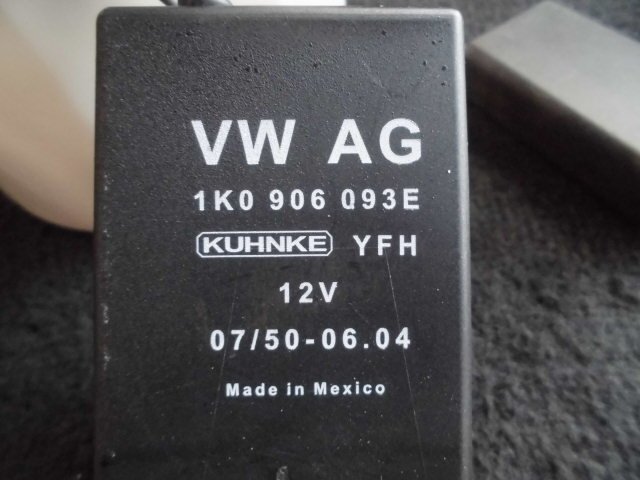 VW AG
1K0 906 093E
KUHNKE YFH
12V
07/50-06.04
Made in Mexico